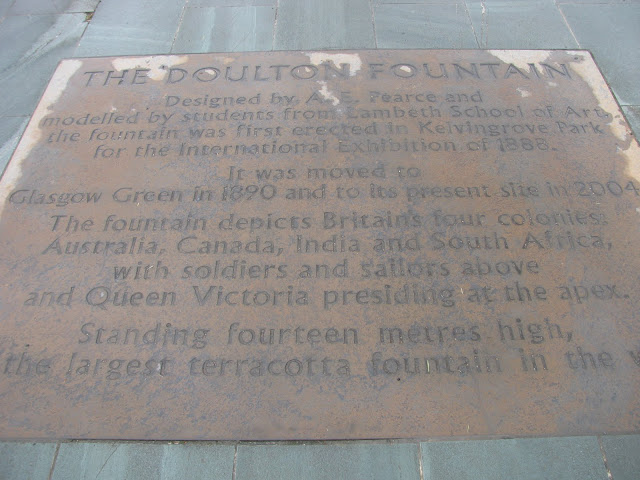 THE DOULTON FOUNTAIN
Designed by A. E. Pearce and
modelled by students from Lambeth School of Art,
the fountain was first erected in Kelvingrove Park
for the International Exhibition of 1888.
It was moved to
Glasgow Green in 1890 and to its present site in 2004.
The fountain depicts Britain's four colonies:
Australia, Canada, India and South Africa,
with soldiers and sailors above
and Queen Victoria presiding at the apex.
Standing fourteen metres high,
the largest terracotta fountain in the